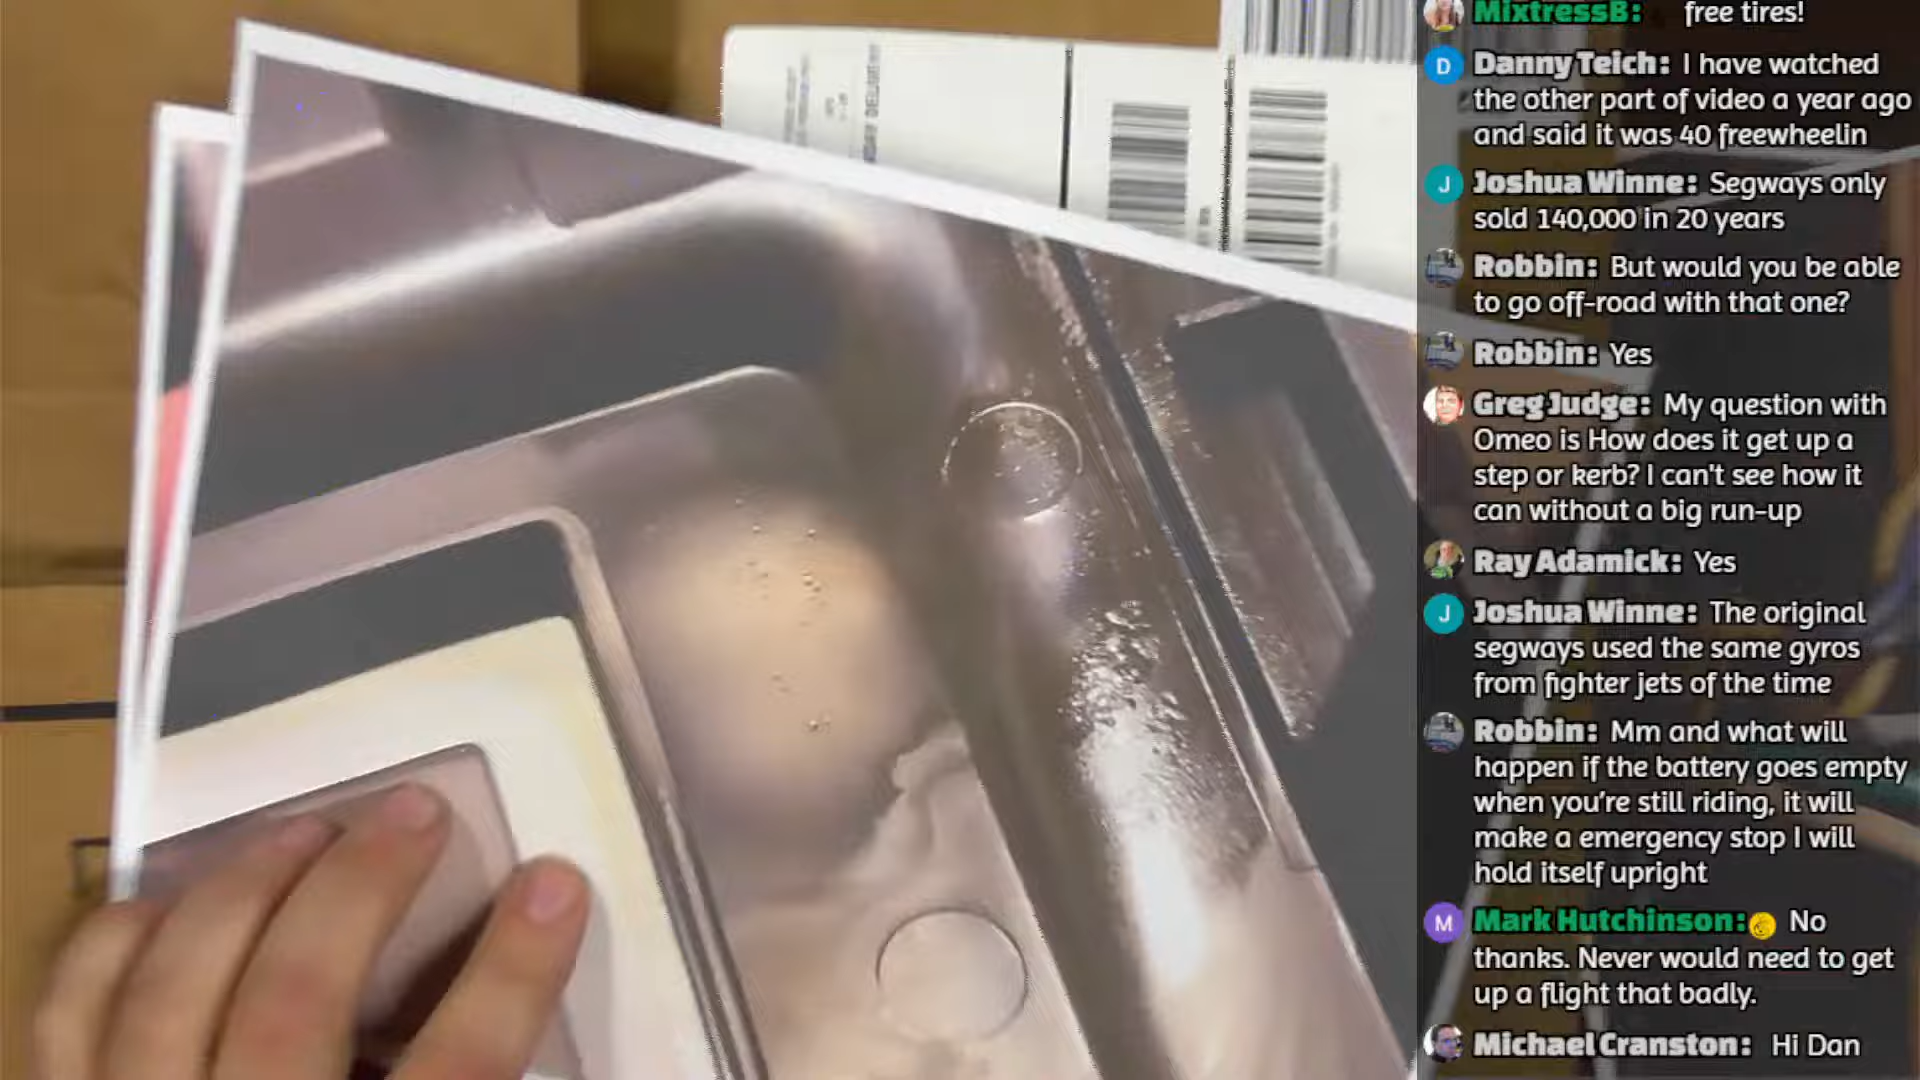 MixtressB: free tires!
Danny Teich: I have watched
the other part of video a year ago
and said it was 40 freewheelin
Joshua Winne: Segways only
sold 140,000 in 20 years
Robbin: But would you be able
to go off-road with that one?
Robbin: Yes
Greg Judge: My question with
Omeo is How does it get up a
step or kerb? I can't see how it
can without a big run-up
Ray Adamick: Yes
Joshua Winne: The original
segways used the same gyros
from fighter jets of the time
Robbin: Mm and what will
happen if the battery goes empty
when you’re still riding, it will
make a emergency stop I will
hold itself upright
Mark Hutchinson: No
thanks. Never would need to get
up a flight that badly.
Michael Cranston: Hi Dan
D
J
J
M